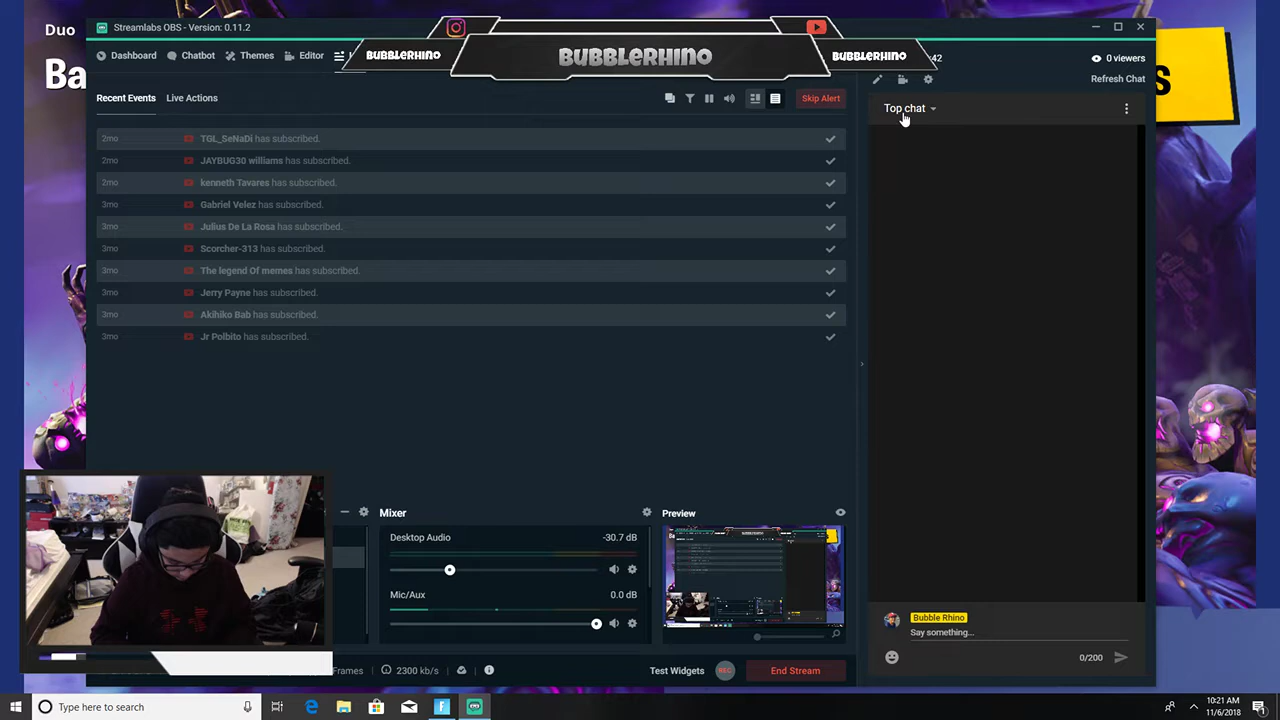 Duo
Ba
S
Streamlabs OBS - Version: 0.11.2
BUBBLERHINO
BUBBLERHINO
BUBBLERHINO
Dashboard
Chatbot
Themes
Editor
42
0 viewers
Refresh Chat
Recent Events
Live Actions
Skip Alert
Top chat
2mo TGL_SeNaDi has subscribed.
2mo JAYBUG30 williams has subscribed.
2mo kenneth Tavares has subscribed.
3mo Gabriel Velez has subscribed.
3mo Julius De La Rosa has subscribed.
3mo Scorcher-313 has subscribed.
3mo The legend Of memes has subscribed.
3mo Jerry Payne has subscribed.
3mo Akihiko Bab has subscribed.
3mo Jr Polbito has subscribed.
Mixer
Preview
Desktop Audio -30.7 dB
Mic/Aux 0.0 dB
Bubble Rhino
Say something...
0/200
Frames
2300 kb/s
Test Widgets
REC
End Stream
Type here to search
10:21 AM
11/6/2018
1